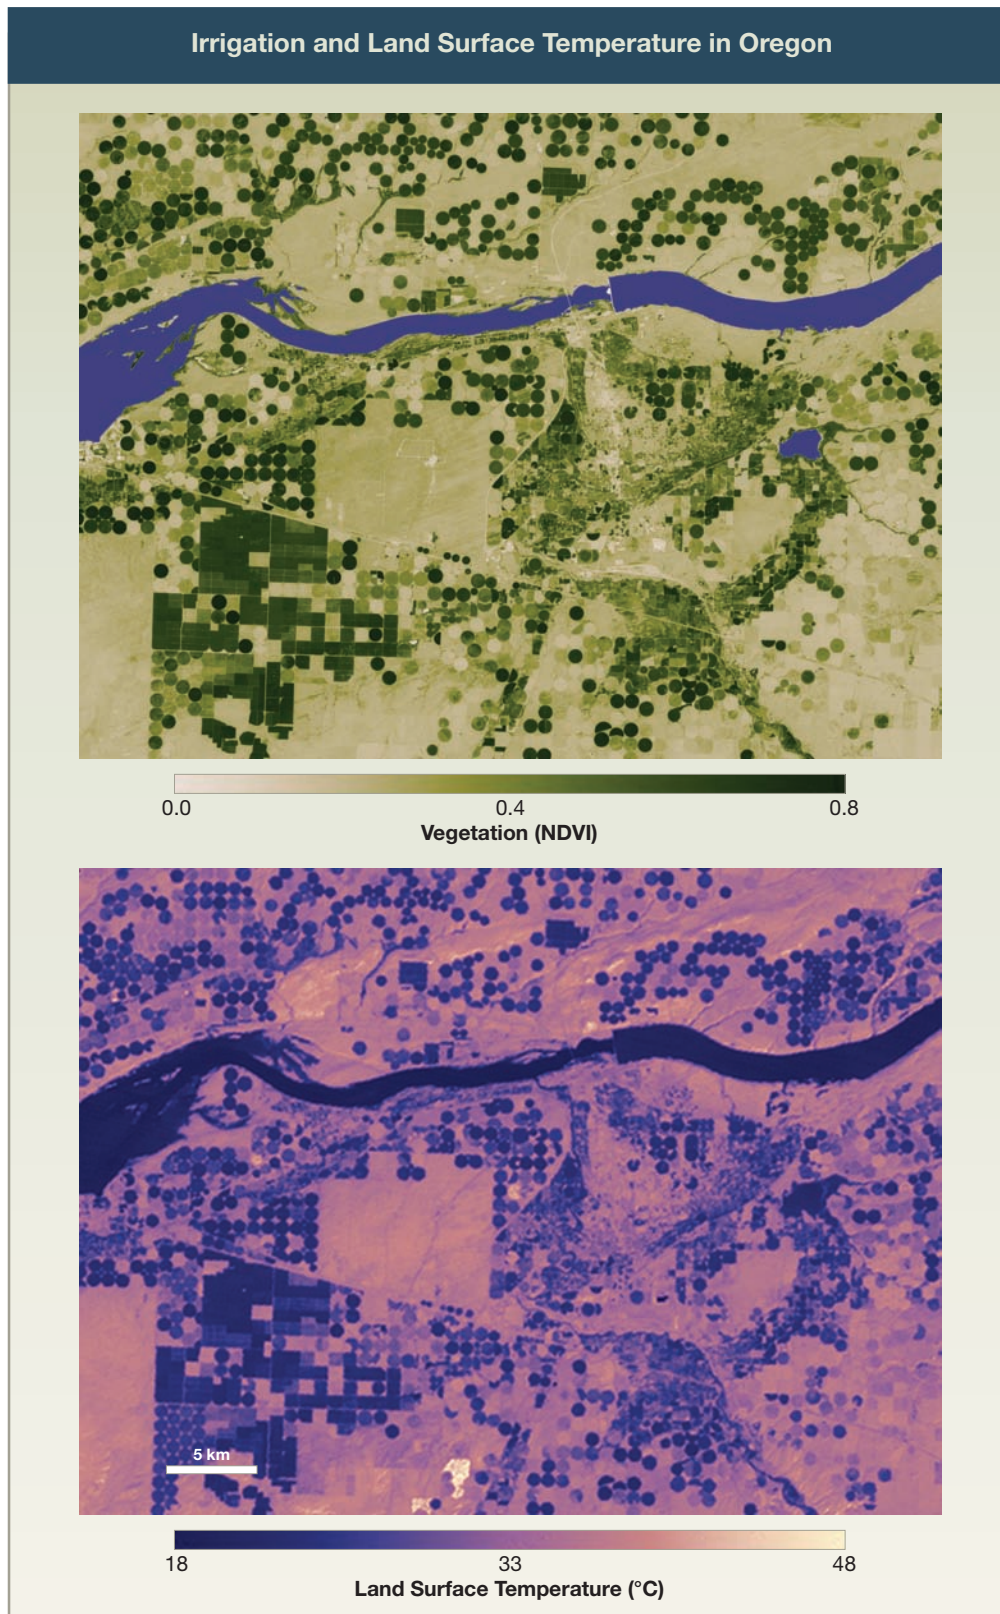 Irrigation and Land Surface Temperature in Oregon
0.0 0.4 0.8
Vegetation (NDVI)
5 km
18 33 48
Land Surface Temperature (°C)